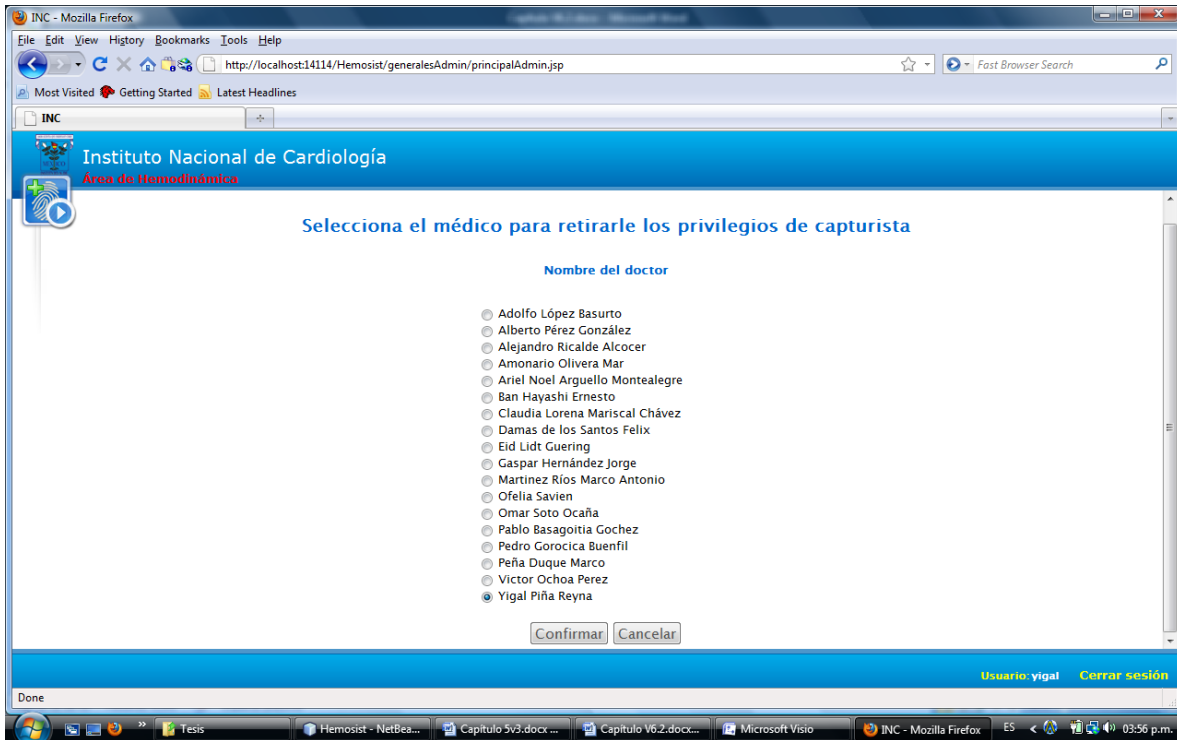 INC - Mozilla Firefox
File Edit View History Bookmarks Tools Help
http://localhost:14114/Hemosist/generalesAdmin/principalAdmin.jsp
Fast Browser Search
Most Visited Getting Started Latest Headlines
INC
Instituto Nacional de Cardiología
Área de Hemodinámica
Selecciona el médico para retirarle los privilegios de capturista
Nombre del doctor
Adolfo López Basurto
Alberto Pérez González
Alejandro Ricalde Alcocer
Amonario Olivera Mar
Ariel Noel Arguello Montealegre
Ban Hayashi Ernesto
Claudia Lorena Mariscal Chávez
Damas de los Santos Felix
Eid Lidt Guering
Gaspar Hernández Jorge
Martinez Ríos Marco Antonio
Ofelia Savien
Omar Soto Ocaña
Pablo Basagoitia Gochez
Pedro Gorocica Buenfil
Peña Duque Marco
Victor Ochoa Perez
Yigal Piña Reyna
Confirmar Cancelar
Usuario: yigal Cerrar sesión
Done
Tesis Hemosist - NetBea... Capítulo 5v3.docx ... Capítulo V6.2.docx... Microsoft Visio INC - Mozilla Firefox ES 03:56 p.m.